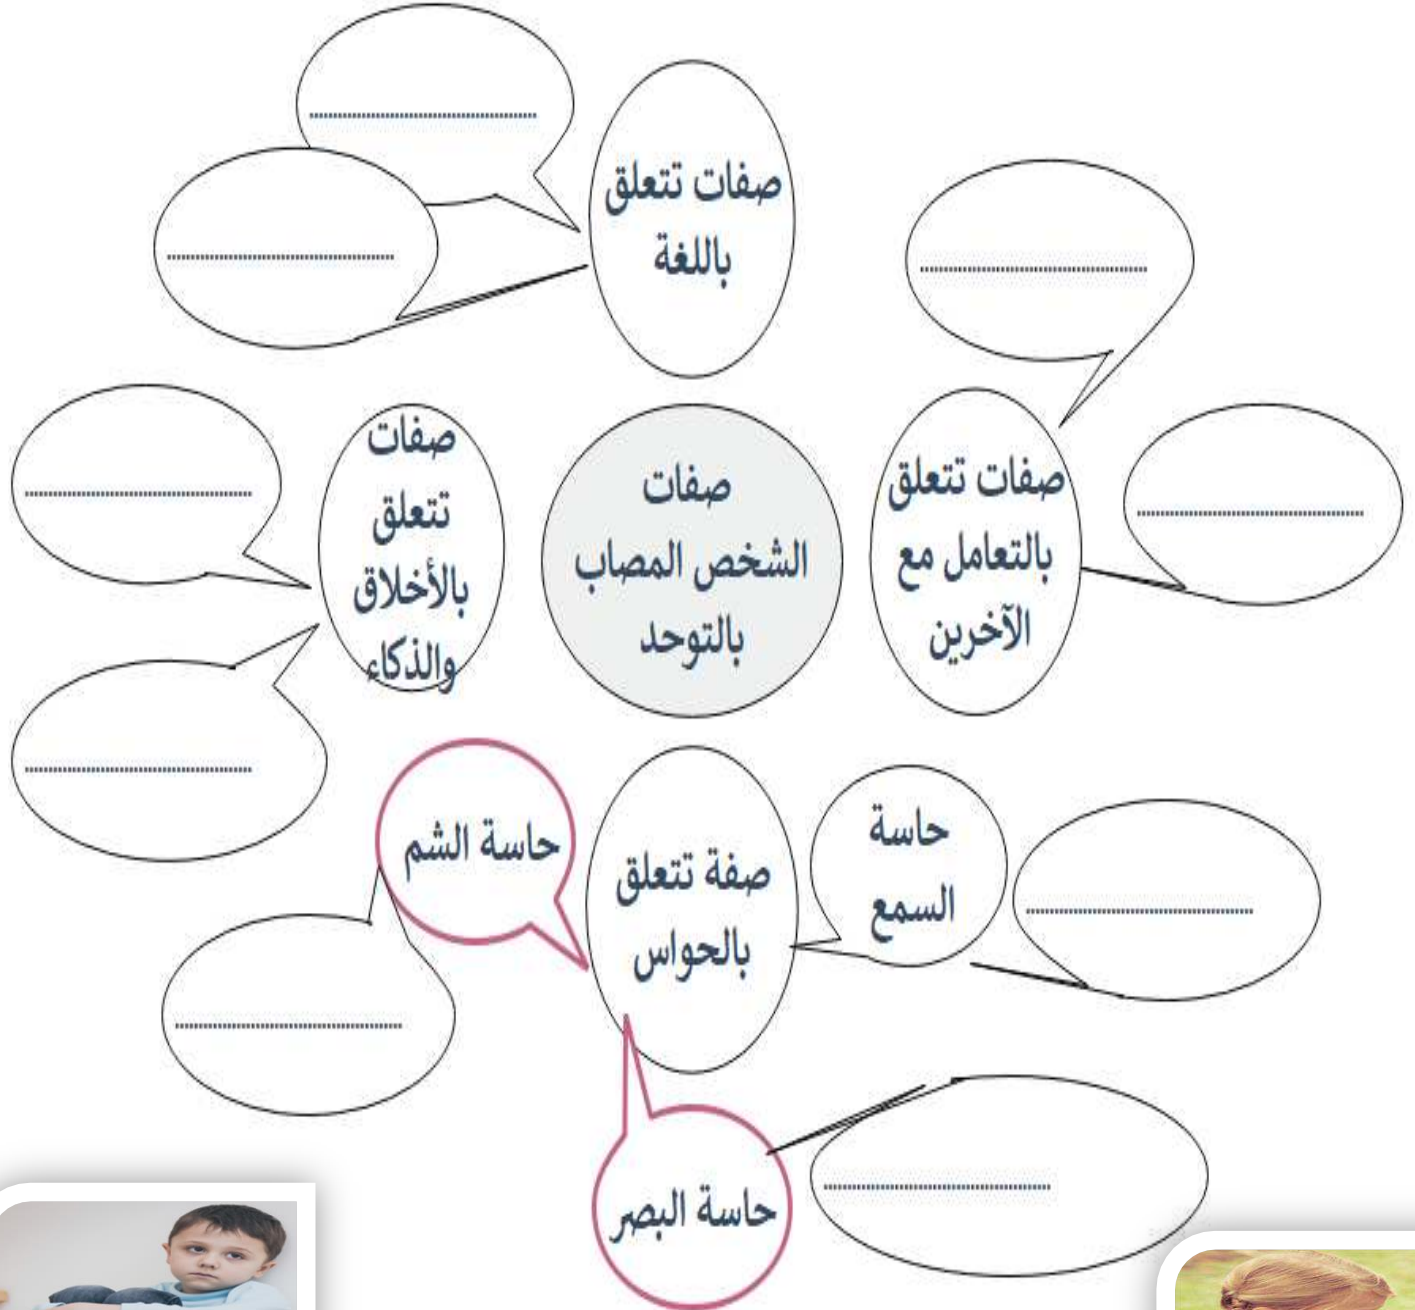 صفات تتعلق
باللغة
صفات تتعلق
بالتعامل مع
الآخرين
صفات
الشخص المصاب
بالتوحد
صفات
تتعلق
بالأخلاق
والذكاء
حاسة
السمع
صفة تتعلق
بالحواس
حاسة الشم
حاسة البصر